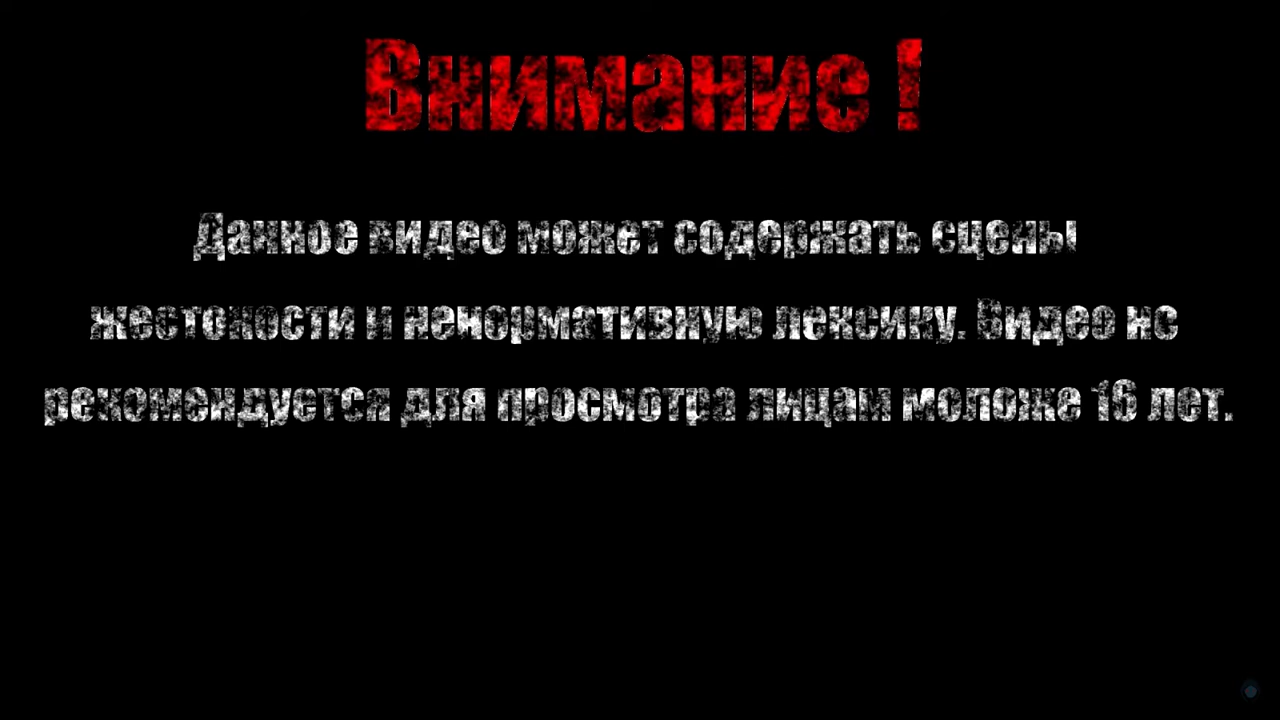 Внимание !
Данное видео может содержать сцены
жестокости и ненормативную лексику. Видео не
рекомендуется для просмотра лицам моложе 16 лет.